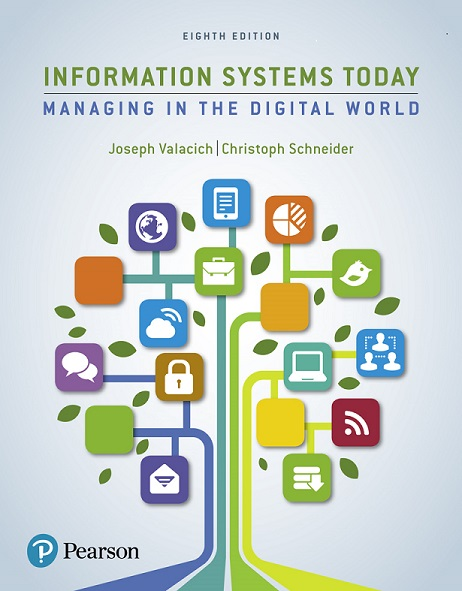 EIGHTH EDITION
INFORMATION SYSTEMS TODAY
MANAGING IN THE DIGITAL WORLD
Joseph Valacich | Christoph Schneider
P Pearson